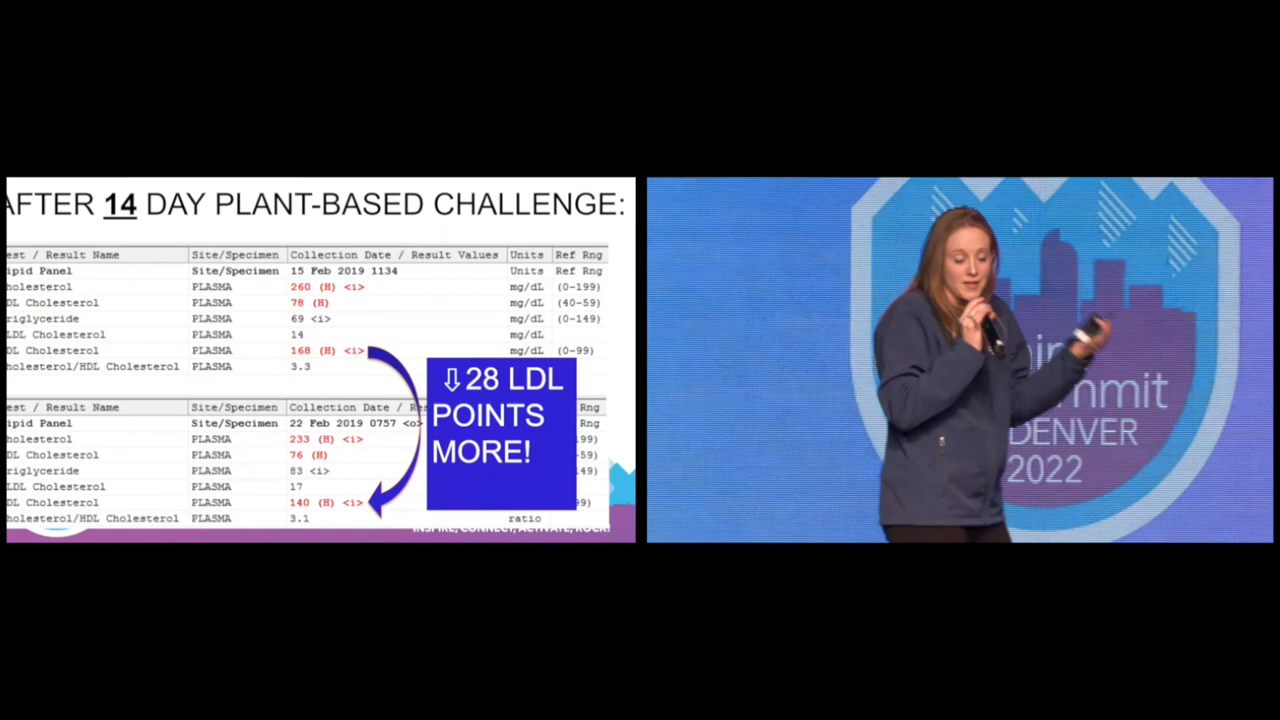 AFTER 14 DAY PLANT-BASED CHALLENGE:
est / Result Name Site/Specimen Collection Date / Result Values Units Ref Rng
ipid Panel Site/Specimen 15 Feb 2019 1134 Units Ref Rng
holesterol PLASMA 260 (H) <i> mg/dL (0-199)
DL Cholesterol PLASMA 78 (H) mg/dL (40-59)
riglyceride PLASMA 69 <i> mg/dL (0-149)
LDL Cholesterol PLASMA 14 mg/dL
DL Cholesterol PLASMA 168 (H) <i> mg/dL (0-99)
holesterol/HDL Cholesterol PLASMA 3.3
⇩28 LDL
POINTS
MORE!
est / Result Name Site/Specimen Collection Date / Re Rng
ipid Panel Site/Specimen 22 Feb 2019 0757 <o> Rng
holesterol PLASMA 233 (H) <i> 199)
DL Cholesterol PLASMA 76 (H) -59)
riglyceride PLASMA 83 <i> 149)
LDL Cholesterol PLASMA 17
DL Cholesterol PLASMA 140 (H) <i> 99)
holesterol/HDL Cholesterol PLASMA 3.1 ratio
INSPIRE, CONNECT, ACTIVATE, ROCK!
mmit
DENVER
2022